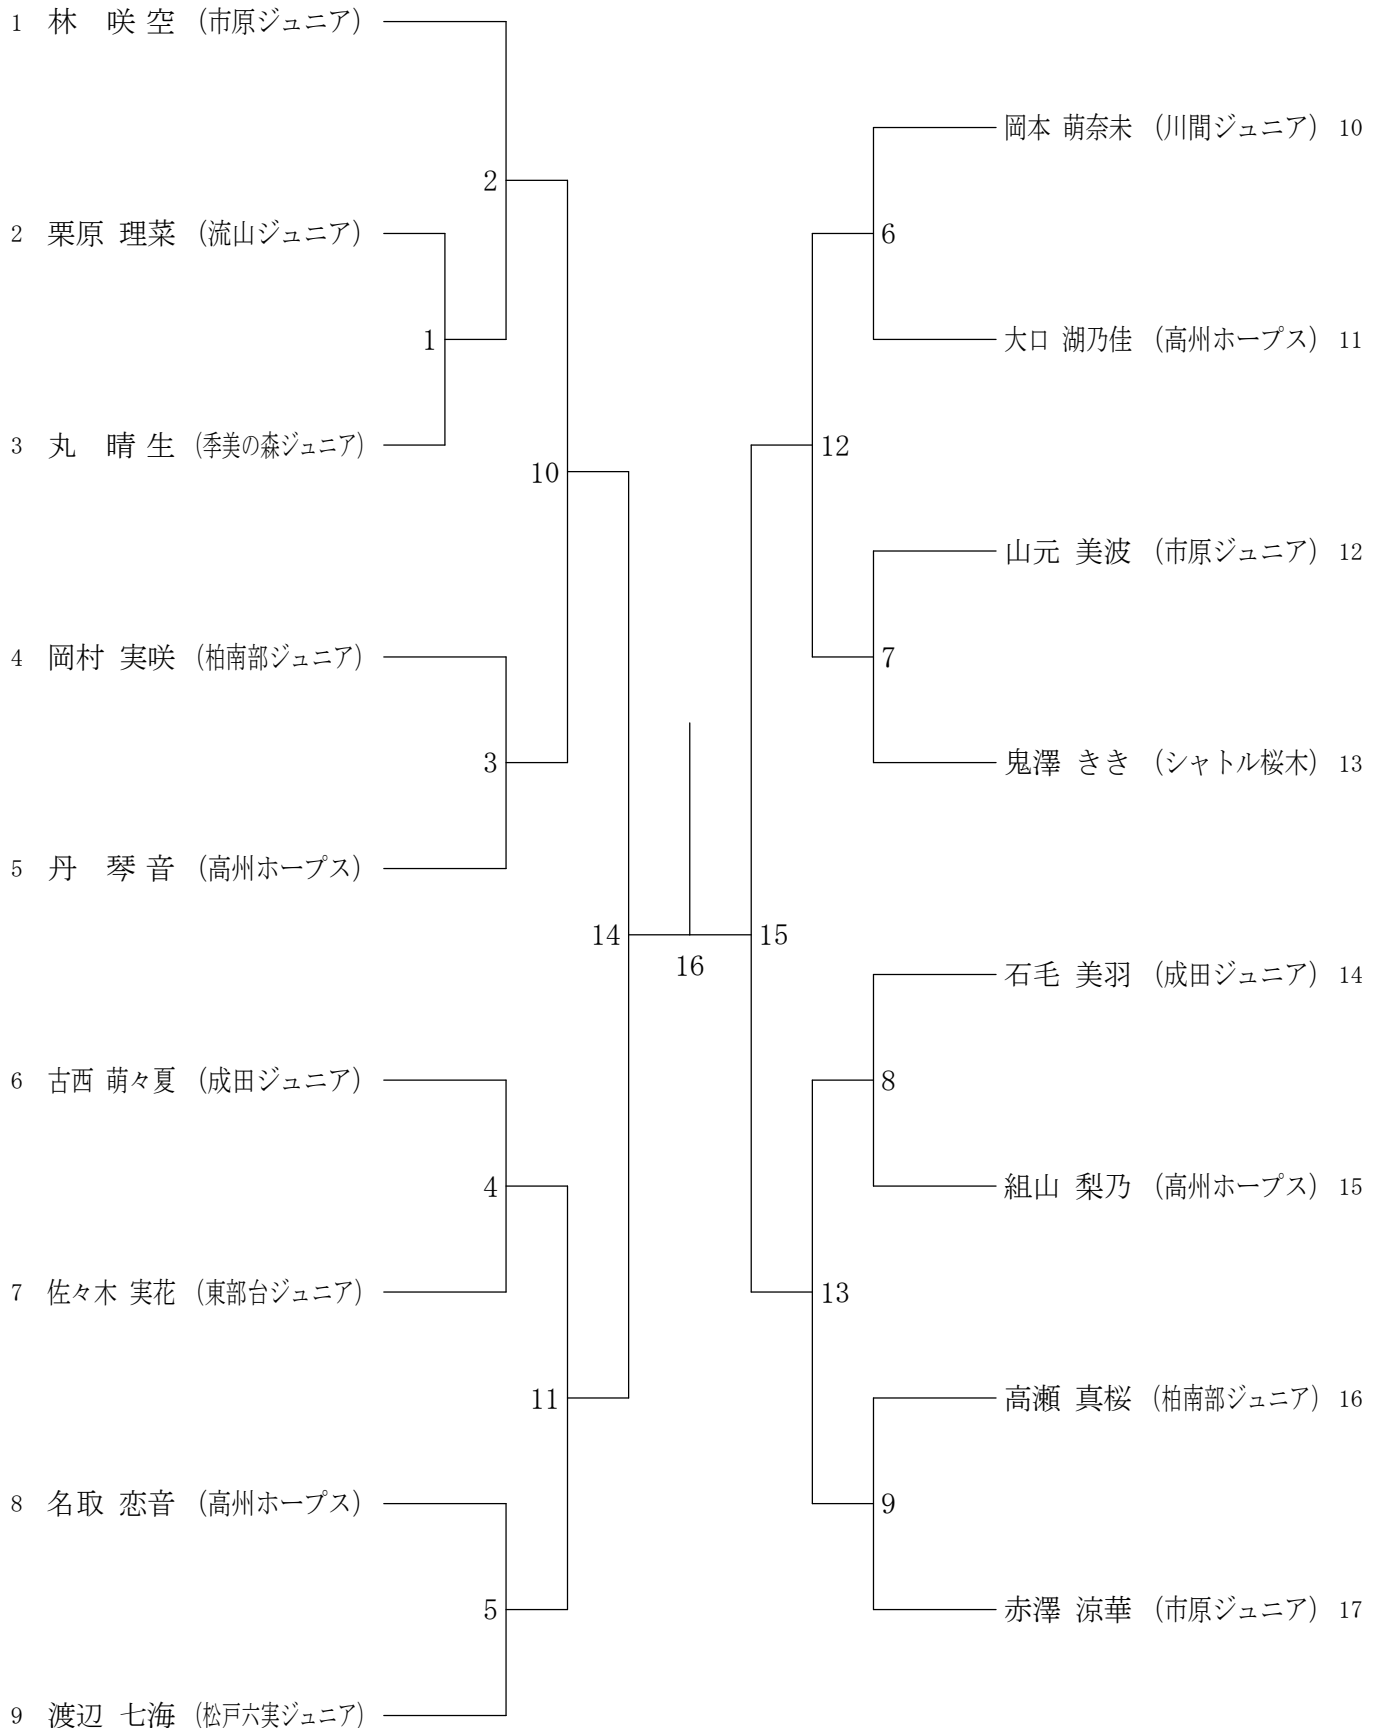 1 林 咲空 (市原ジュニア)
2 栗原 理菜 (流山ジュニア)
3 丸 晴生 (季美の森ジュニア)
4 岡村 実咲 (柏南部ジュニア)
5 丹 琴音 (高州ホープス)
6 古西 萌々夏 (成田ジュニア)
7 佐々木 実花 (東部台ジュニア)
8 名取 恋音 (高州ホープス)
9 渡辺 七海 (松戸六実ジュニア)
2
1
10
3
14
4
11
5
16
15
6
12
7
8
13
9
岡本 萌奈未 (川間ジュニア) 10
大口 湖乃佳 (高州ホープス) 11
山元 美波 (市原ジュニア) 12
鬼澤 きき (シャトル桜木) 13
石毛 美羽 (成田ジュニア) 14
組山 梨乃 (高州ホープス) 15
高瀬 真桜 (柏南部ジュニア) 16
赤澤 涼華 (市原ジュニア) 17